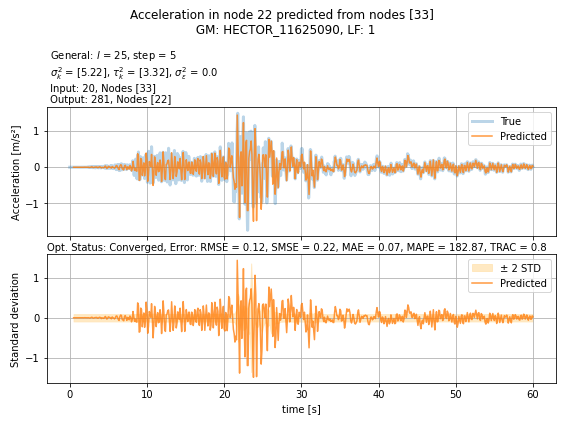 Acceleration in node 22 predicted from nodes [33]
GM: HECTOR_11625090, LF: 1
General: l = 25, step = 5
σ²ₖ = [5.22], τ²ₖ = [3.32], σ²ε = 0.0
Input: 20, Nodes [33]
Output: 281, Nodes [22]
True
Predicted
1
0
−1
Acceleration [m/s²]
Opt. Status: Converged, Error: RMSE = 0.12, SMSE = 0.22, MAE = 0.07, MAPE = 182.87, TRAC = 0.8
± 2 STD
Predicted
1
0
−1
Standard deviation
0 10 20 30 40 50 60
time [s]